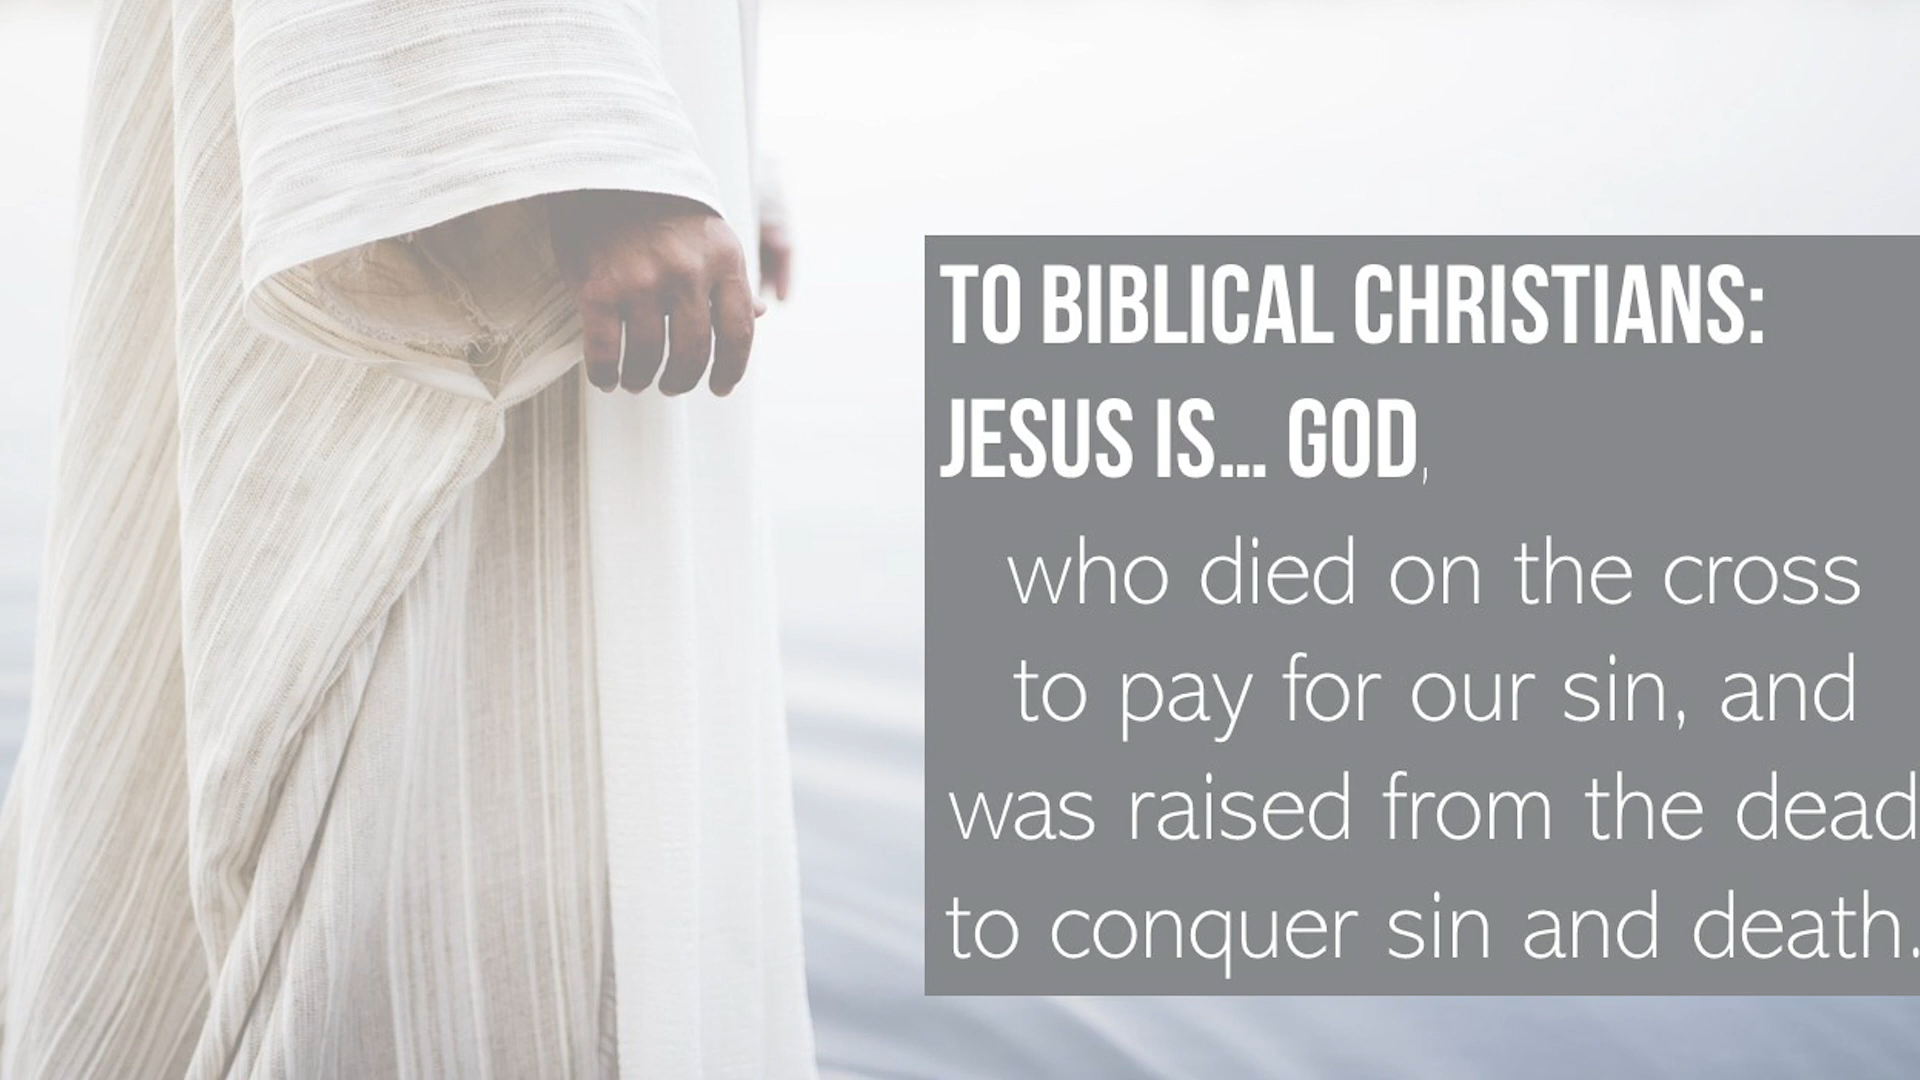 TO BIBLICAL CHRISTIANS:
JESUS IS... GOD,
who died on the cross
to pay for our sin, and
was raised from the dead
to conquer sin and death.